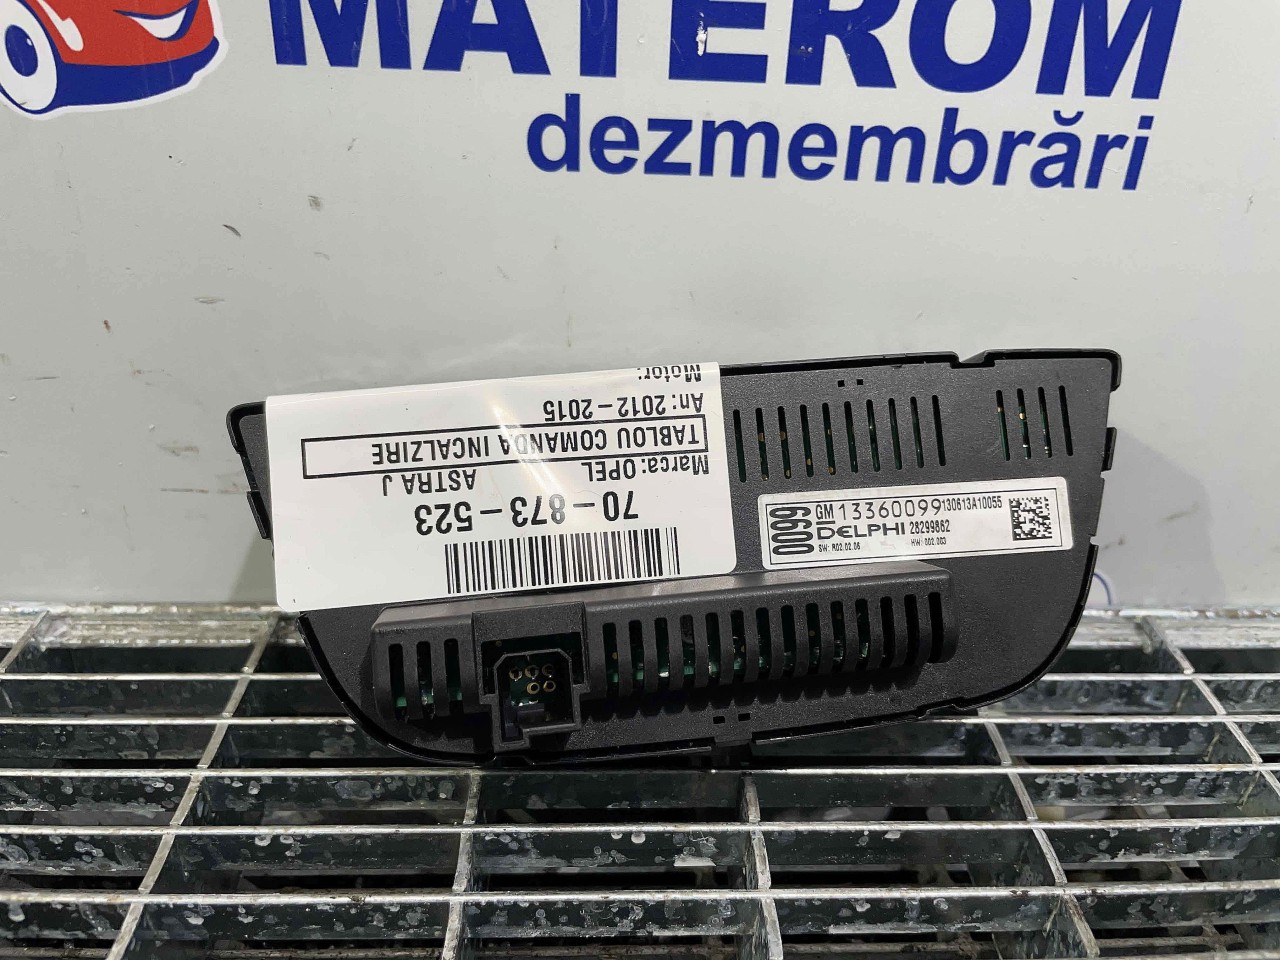 MATEROM
dezmembrări
70-873-523
Marca: OPEL ASTRA J
TABLOU COMANDA INCALZIRE
An: 2012-2015
Motor:
0099
GM 13360099 130613A10055
DELPHI 28299862
SW: R02.02.06 HW: 002.003